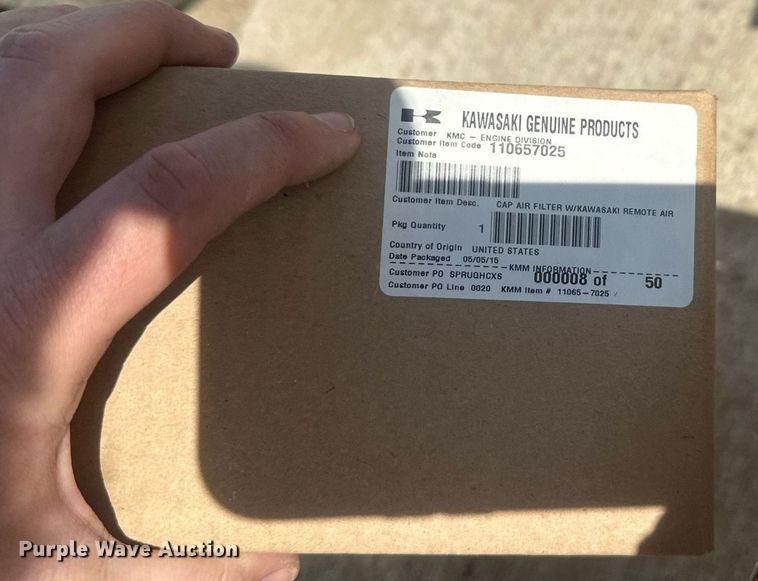 KAWASAKI GENUINE PRODUCTS
Customer KMC - ENGINE DIVISION
Customer Item Code 110657025
Item Note
Customer Item Desc. CAP AIR FILTER W/KAWASAKI REMOTE AIR
Pkg Quantity 1
Country of Origin UNITED STATES
Date Packaged 05/05/15
KMM INFORMATION
Customer PO SPRUQHCXS 000008 of 50
Customer PO Line 0020 KMM Item # 11065-7025
Purple Wave Auction